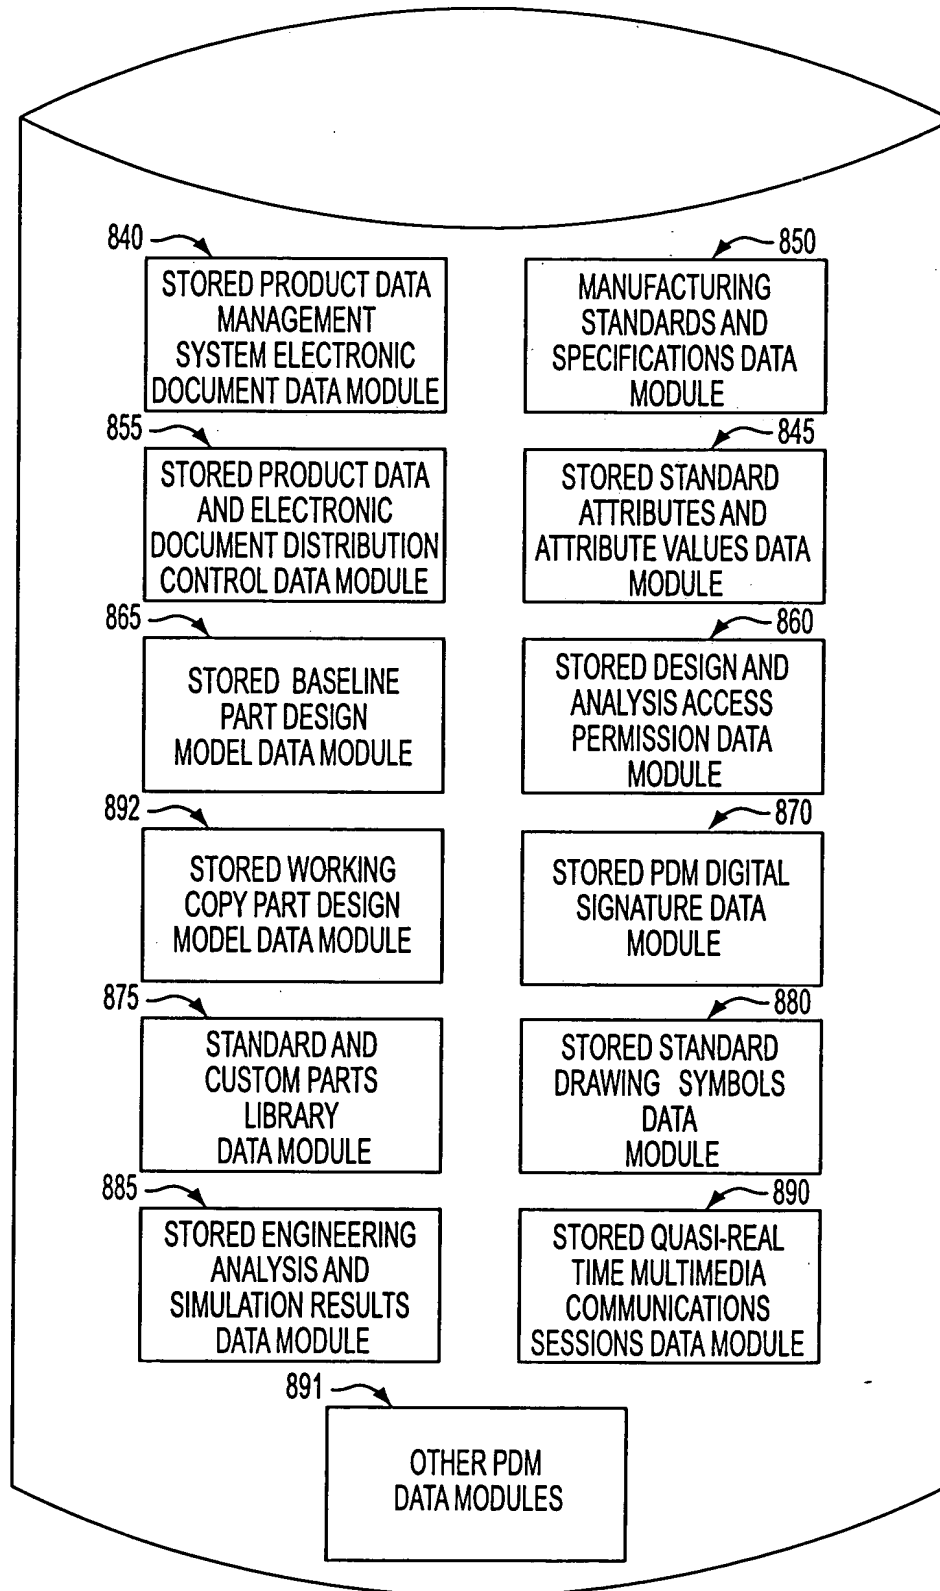 840
STORED PRODUCT DATA
MANAGEMENT
SYSTEM ELECTRONIC
DOCUMENT DATA MODULE
850
MANUFACTURING
STANDARDS AND
SPECIFICATIONS DATA
MODULE
855
STORED PRODUCT DATA
AND ELECTRONIC
DOCUMENT DISTRIBUTION
CONTROL DATA MODULE
845
STORED STANDARD
ATTRIBUTES AND
ATTRIBUTE VALUES DATA
MODULE
865
STORED BASELINE
PART DESIGN
MODEL DATA MODULE
860
STORED DESIGN AND
ANALYSIS ACCESS
PERMISSION DATA
MODULE
892
STORED WORKING
COPY PART DESIGN
MODEL DATA MODULE
870
STORED PDM DIGITAL
SIGNATURE DATA
MODULE
875
STANDARD AND
CUSTOM PARTS
LIBRARY
DATA MODULE
880
STORED STANDARD
DRAWING SYMBOLS
DATA
MODULE
885
STORED ENGINEERING
ANALYSIS AND
SIMULATION RESULTS
DATA MODULE
890
STORED QUASI-REAL
TIME MULTIMEDIA
COMMUNICATIONS
SESSIONS DATA MODULE
891
OTHER PDM
DATA MODULES